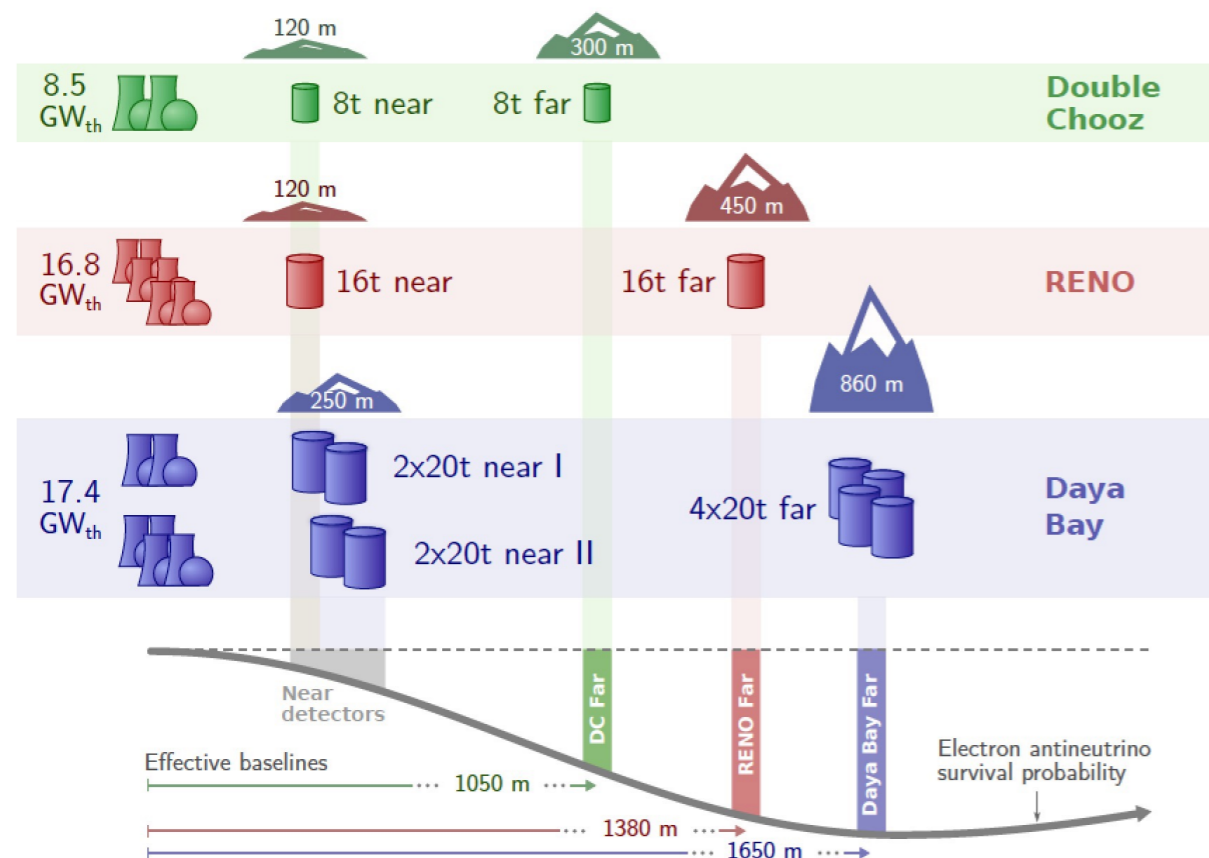 120 m
300 m
8.5
GWth
8t near
8t far
Double
Chooz
120 m
450 m
16.8
GWth
16t near
16t far
RENO
250 m
860 m
17.4
GWth
2x20t near I
2x20t near II
4x20t far
Daya
Bay
Near
detectors
DC Far
RENO Far
Daya Bay Far
Effective baselines
Electron antineutrino
survival probability
1050 m
1380 m
1650 m